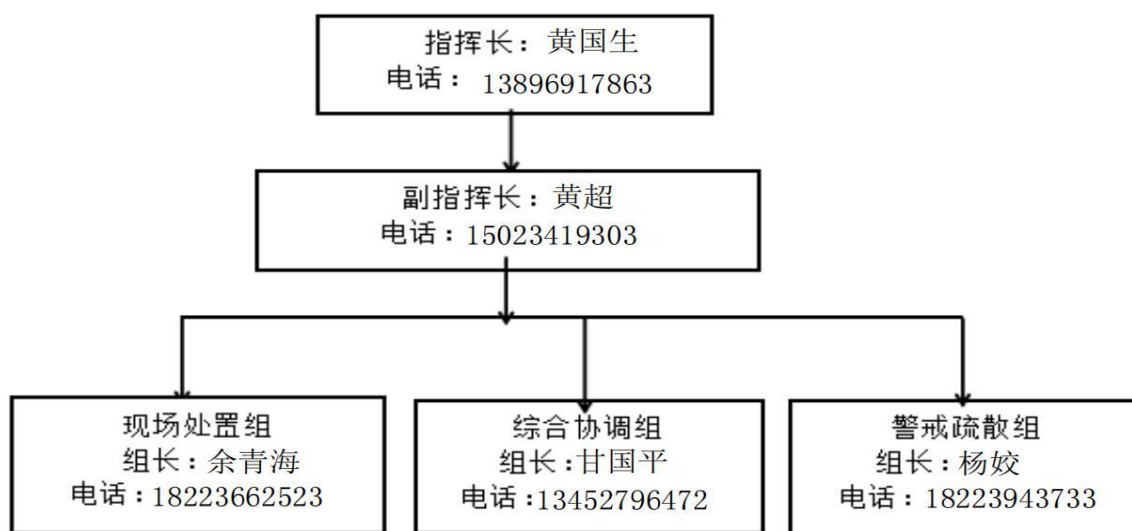 指挥长：黄国生
电话：13896917863
副指挥长：黄超
电话：15023419303
现场处置组
组长：余青海
电话：18223662523
综合协调组
组长：甘国平
电话：13452796472
警戒疏散组
组长：杨姣
电话：18223943733